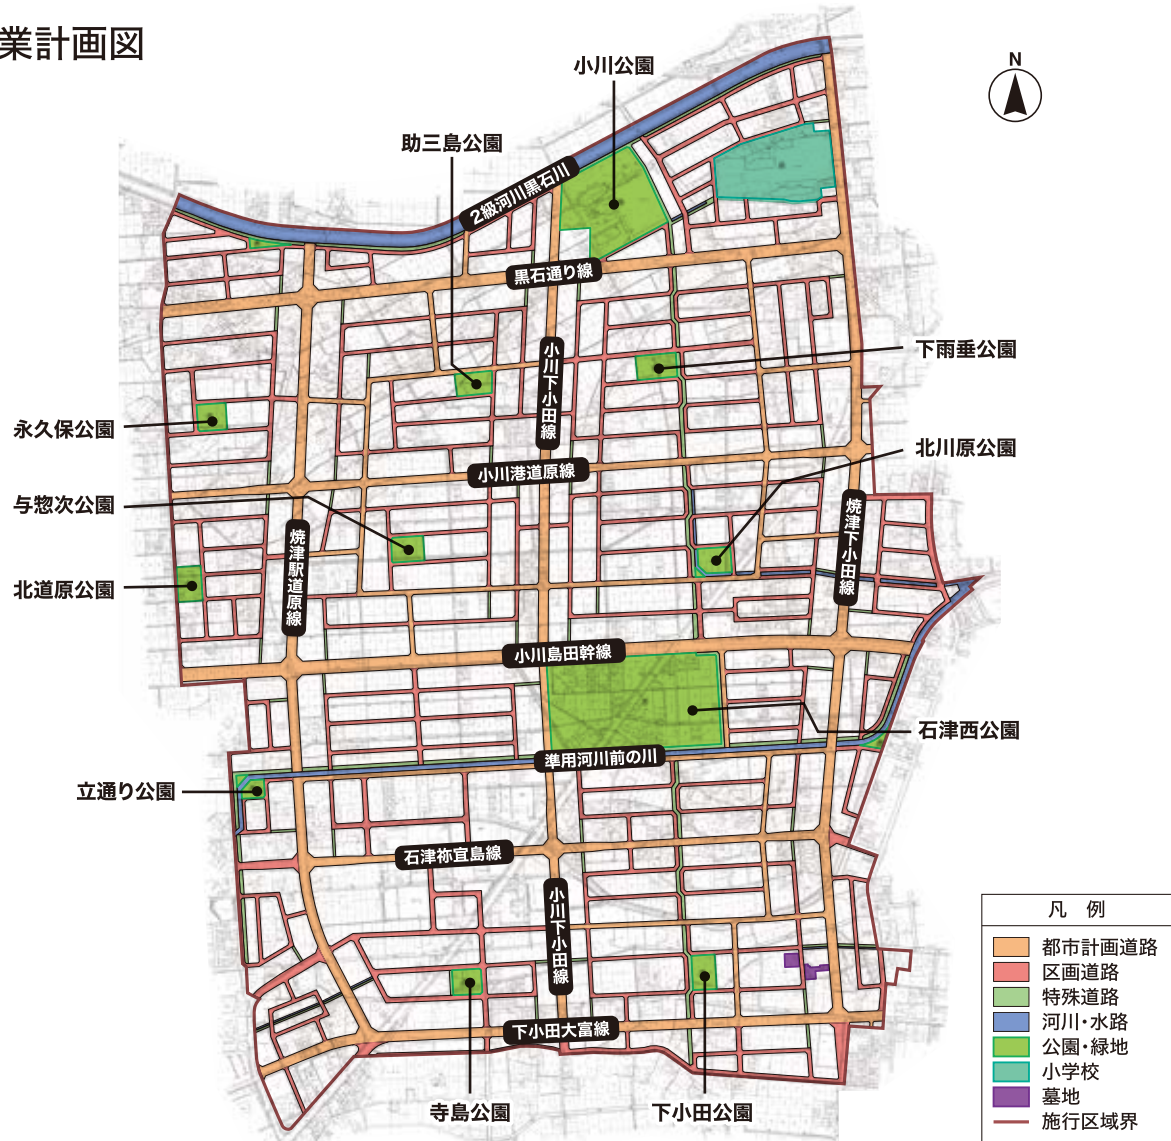 業計画図
N
小川公園
助三島公園
2級河川黒石川
黒石通り線
下雨垂公園
小川下小田線
永久保公園
北川原公園
小川港道原線
与惣次公園
焼津駅道原線
焼津下小田線
北道原公園
小川島田幹線
石津西公園
準用河川前の川
立通り公園
石津祢宜島線
小川下小田線
下小田大富線
寺島公園
下小田公園
凡 例
都市計画道路
区画道路
特殊道路
河川・水路
公園・緑地
小学校
墓地
施行区域界